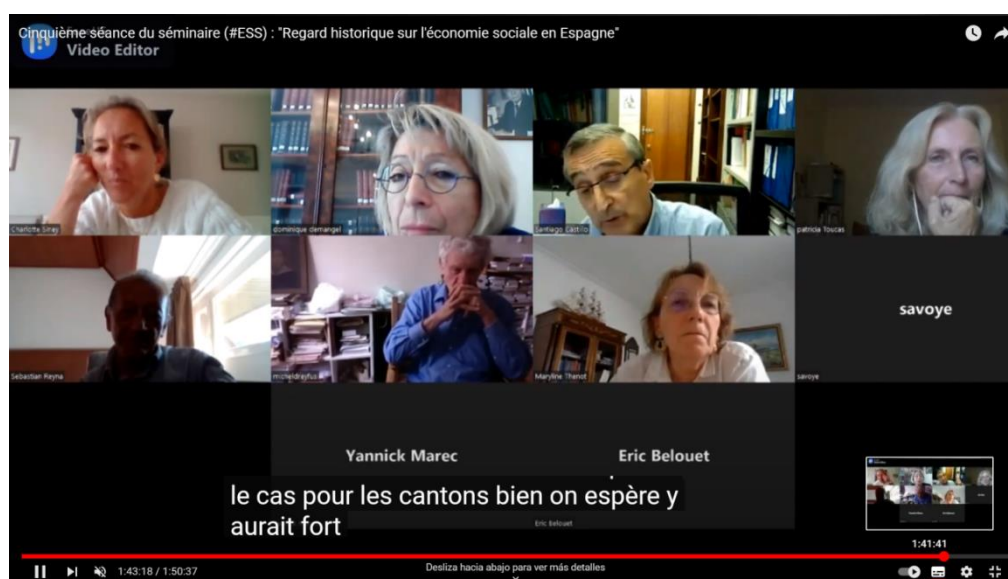 Cinquième séance du séminaire (#ESS) : "Regard historique sur l'économie sociale en Espagne"
Video Editor
Charlotte Siney
dominique demangel
Santiago Castillo
patricia Toucas
savoye
Sebastian Reyna
micheldreyfus
Maryline Thenot
savoye
Yannick Marec
Eric Belouet
le cas pour les cantons bien on espère y
aurait fort
Eric Belouet
1:41:41
1:43:18 / 1:50:37
Desliza hacia abajo para ver más detalles